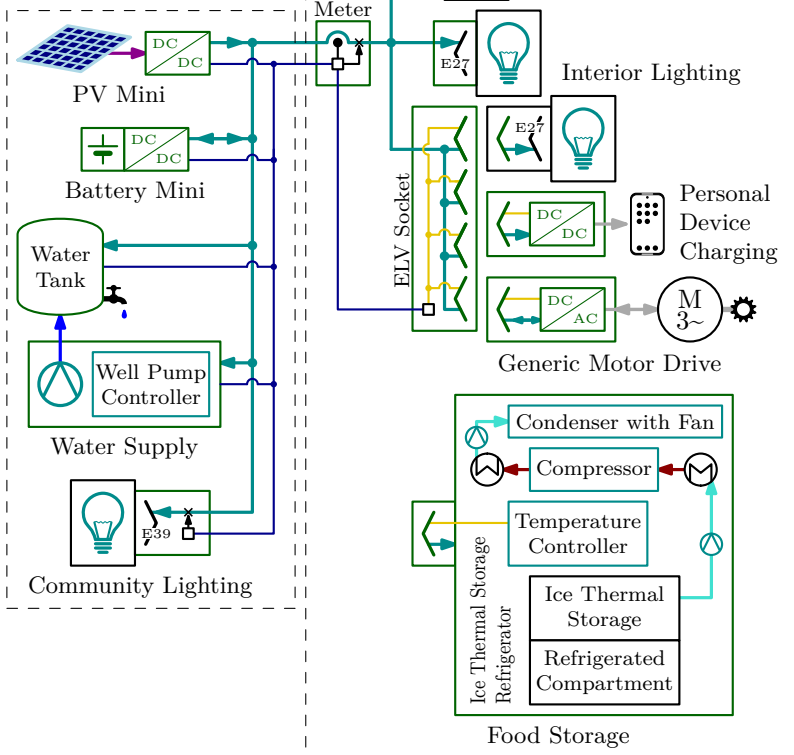 Meter
DC
DC
PV Mini
E27
Interior Lighting
DC
DC
Battery Mini
E27
ELV Socket
Water
Tank
DC
DC
Personal
Device
Charging
DC
AC
M
3~
Generic Motor Drive
Well Pump
Controller
Water Supply
Condenser with Fan
Compressor
Temperature
Controller
E39
Community Lighting
Ice Thermal Storage
Refrigerator
Ice Thermal
Storage
Refrigerated
Compartment
Food Storage